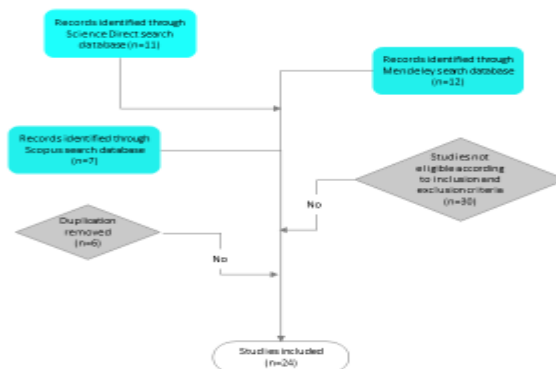 Records identified through
Science Direct search
database (n=11)
Records identified through
Mendeley search database
(n=12)
Records identified through
Scopus search database
(n=7)
Studies not
eligible according
to inclusion and
exclusion criteria
(n=30)
No
Duplication
removed
(n=6)
No
Studies included
(n=24)